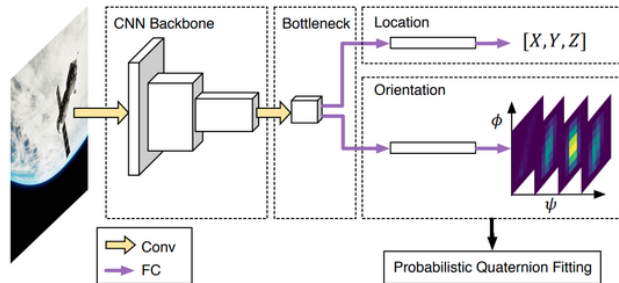 CNN Backbone
Bottleneck
Location
[X, Y, Z]
Orientation
ϕ
ψ
Conv
FC
Probabilistic Quaternion Fitting